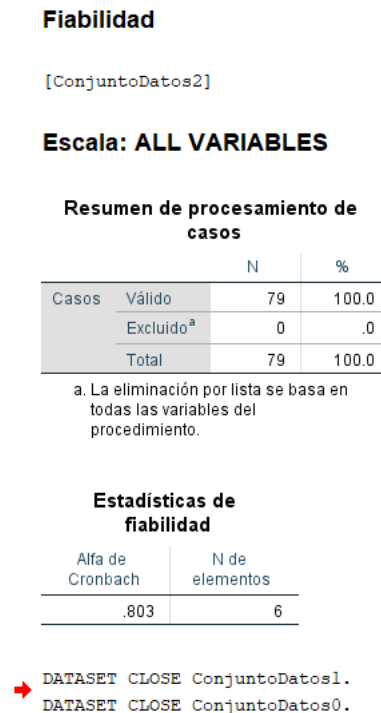 Fiabilidad
[ConjuntoDatos2]
Escala: ALL VARIABLES
Resumen de procesamiento de
casos
N %
Casos Válido 79 100.0
Excluidoª 0 .0
Total 79 100.0
a. La eliminación por lista se basa en
todas las variables del
procedimiento.
Estadísticas de
fiabilidad
Alfa de N de
Cronbach elementos
.803 6
DATASET CLOSE ConjuntoDatos1.
DATASET CLOSE ConjuntoDatos0.